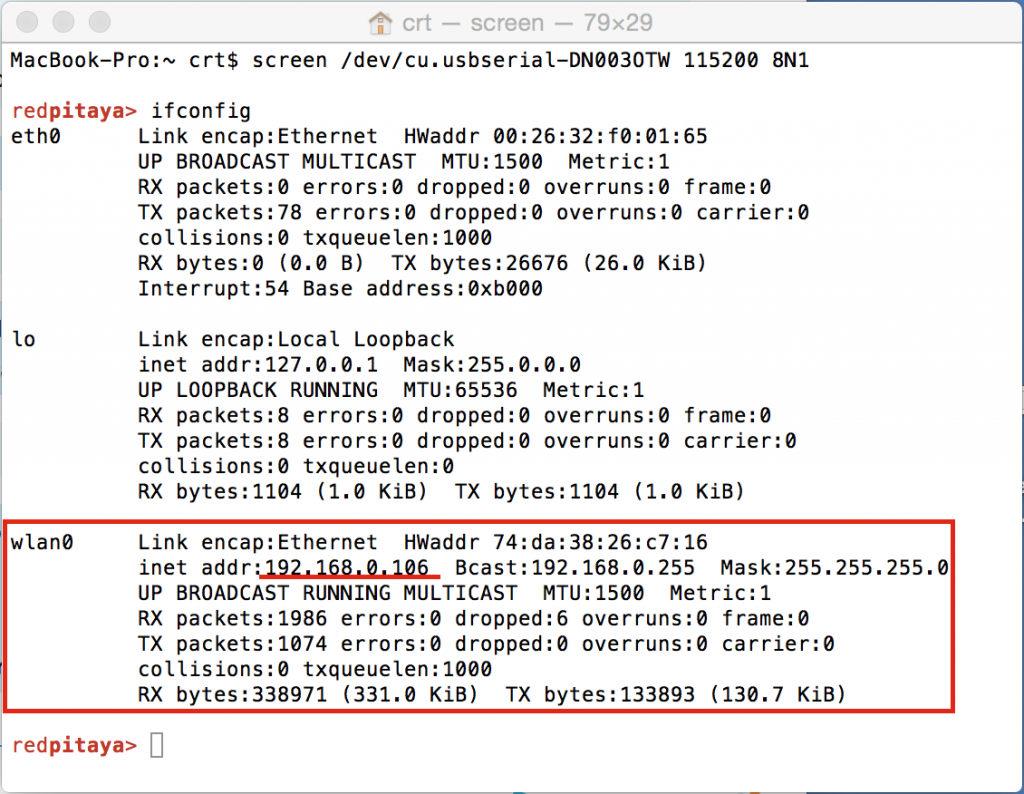 crt — screen — 79×29
MacBook-Pro:~ crt$ screen /dev/cu.usbserial-DN003OTW 115200 8N1
redpitaya> ifconfig
eth0      Link encap:Ethernet  HWaddr 00:26:32:f0:01:65
          UP BROADCAST MULTICAST  MTU:1500  Metric:1
          RX packets:0 errors:0 dropped:0 overruns:0 frame:0
          TX packets:78 errors:0 dropped:0 overruns:0 carrier:0
          collisions:0 txqueuelen:1000
          RX bytes:0 (0.0 B)  TX bytes:26676 (26.0 KiB)
          Interrupt:54 Base address:0xb000
lo        Link encap:Local Loopback
          inet addr:127.0.0.1  Mask:255.0.0.0
          UP LOOPBACK RUNNING  MTU:65536  Metric:1
          RX packets:8 errors:0 dropped:0 overruns:0 frame:0
          TX packets:8 errors:0 dropped:0 overruns:0 carrier:0
          collisions:0 txqueuelen:0
          RX bytes:1104 (1.0 KiB)  TX bytes:1104 (1.0 KiB)
wlan0     Link encap:Ethernet  HWaddr 74:da:38:26:c7:16
          inet addr:192.168.0.106  Bcast:192.168.0.255  Mask:255.255.255.0
          UP BROADCAST RUNNING MULTICAST  MTU:1500  Metric:1
          RX packets:1986 errors:0 dropped:6 overruns:0 frame:0
          TX packets:1074 errors:0 dropped:0 overruns:0 carrier:0
          collisions:0 txqueuelen:1000
          RX bytes:338971 (331.0 KiB)  TX bytes:133893 (130.7 KiB)
redpitaya>